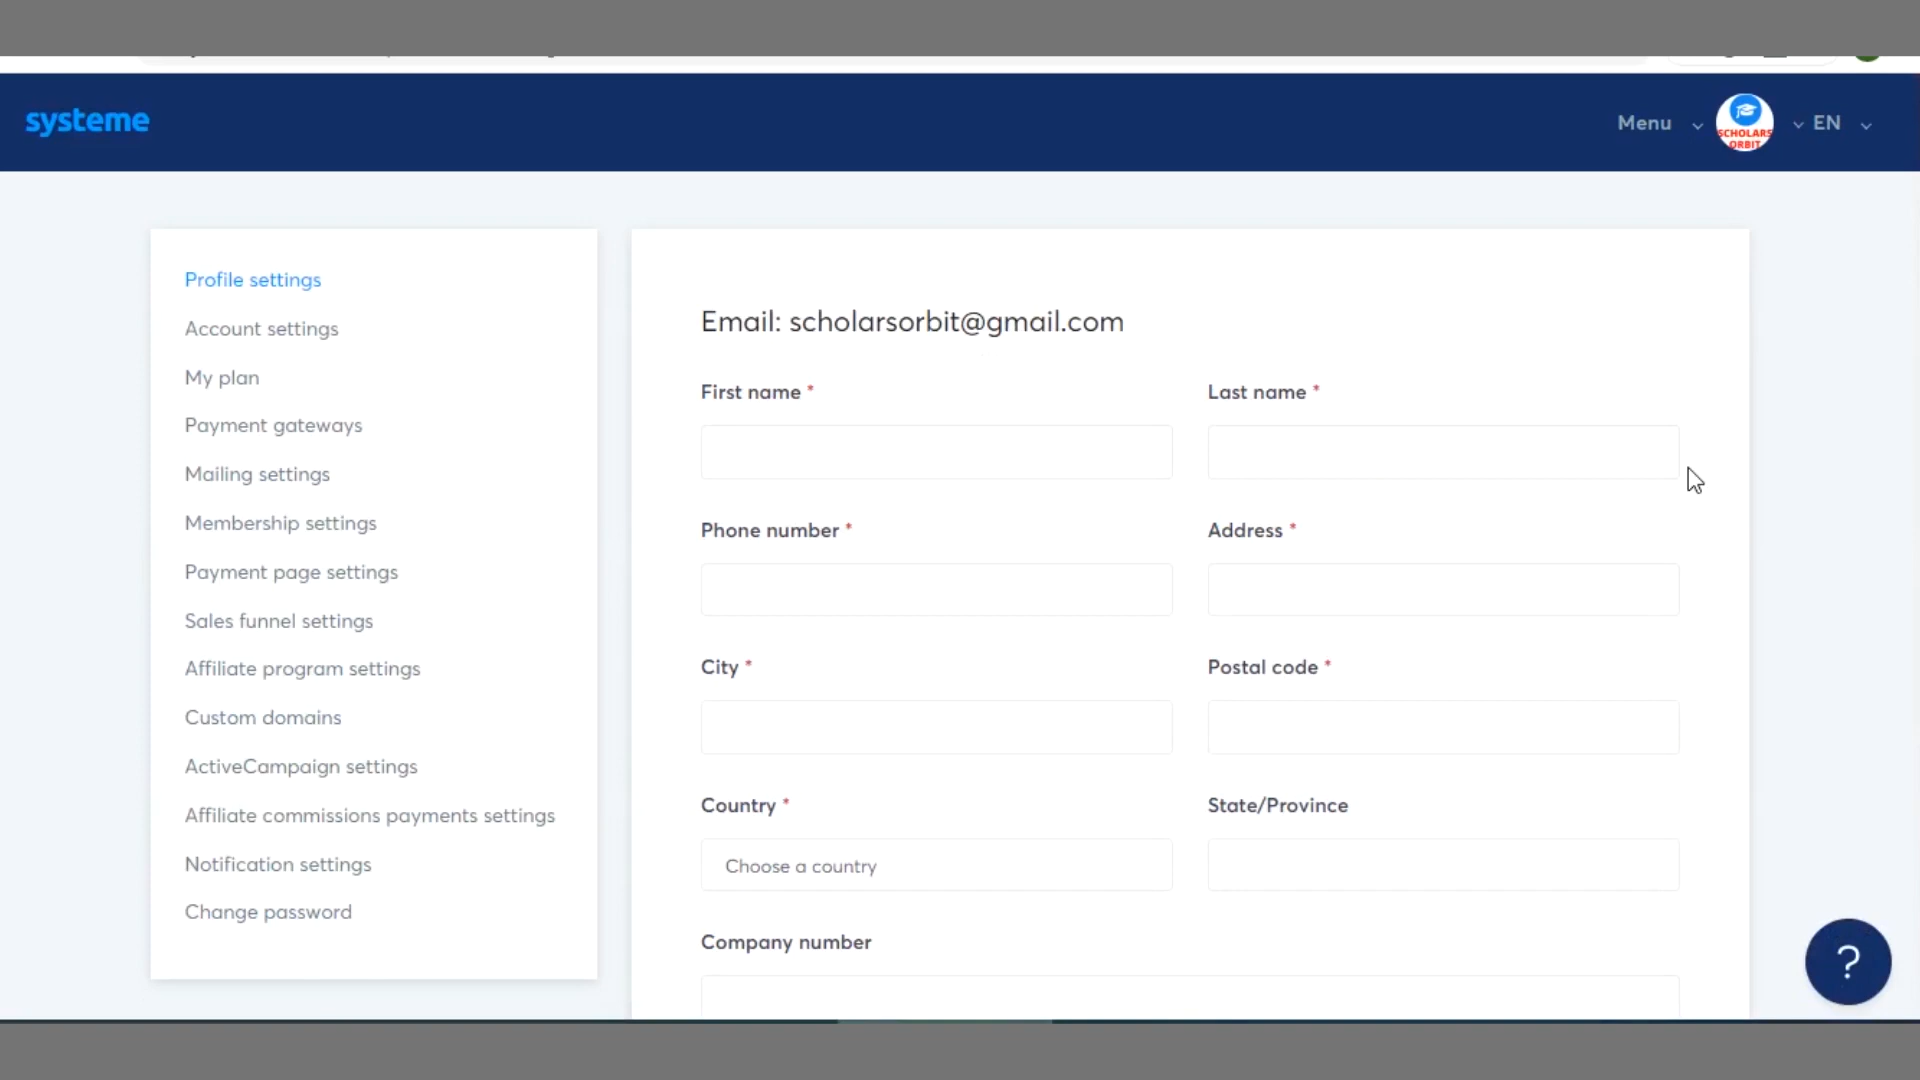 systeme
Menu
SCHOLARS
ORBIT
EN
Profile settings
Account settings
My plan
Payment gateways
Mailing settings
Membership settings
Payment page settings
Sales funnel settings
Affiliate program settings
Custom domains
ActiveCampaign settings
Affiliate commissions payments settings
Notification settings
Change password
Email: scholarsorbit@gmail.com
First name *
Last name *
Phone number *
Address *
City *
Postal code *
Country *
State/Province
Choose a country
Company number
?